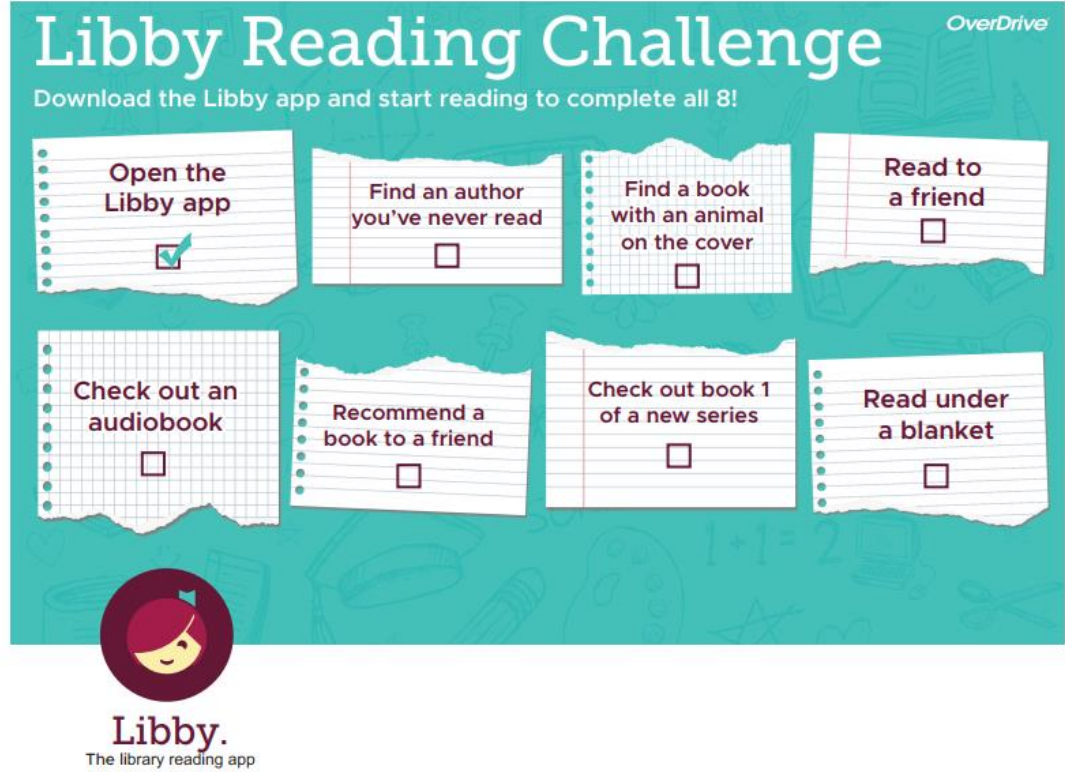 Libby Reading Challenge
OverDrive
Download the Libby app and start reading to complete all 8!
Open the
Libby app
Find an author
you've never read
Find a book
with an animal
on the cover
Read to
a friend
Check out an
audiobook
Recommend a
book to a friend
Check out book 1
of a new series
Read under
a blanket
1+1=2
Libby.
The library reading app